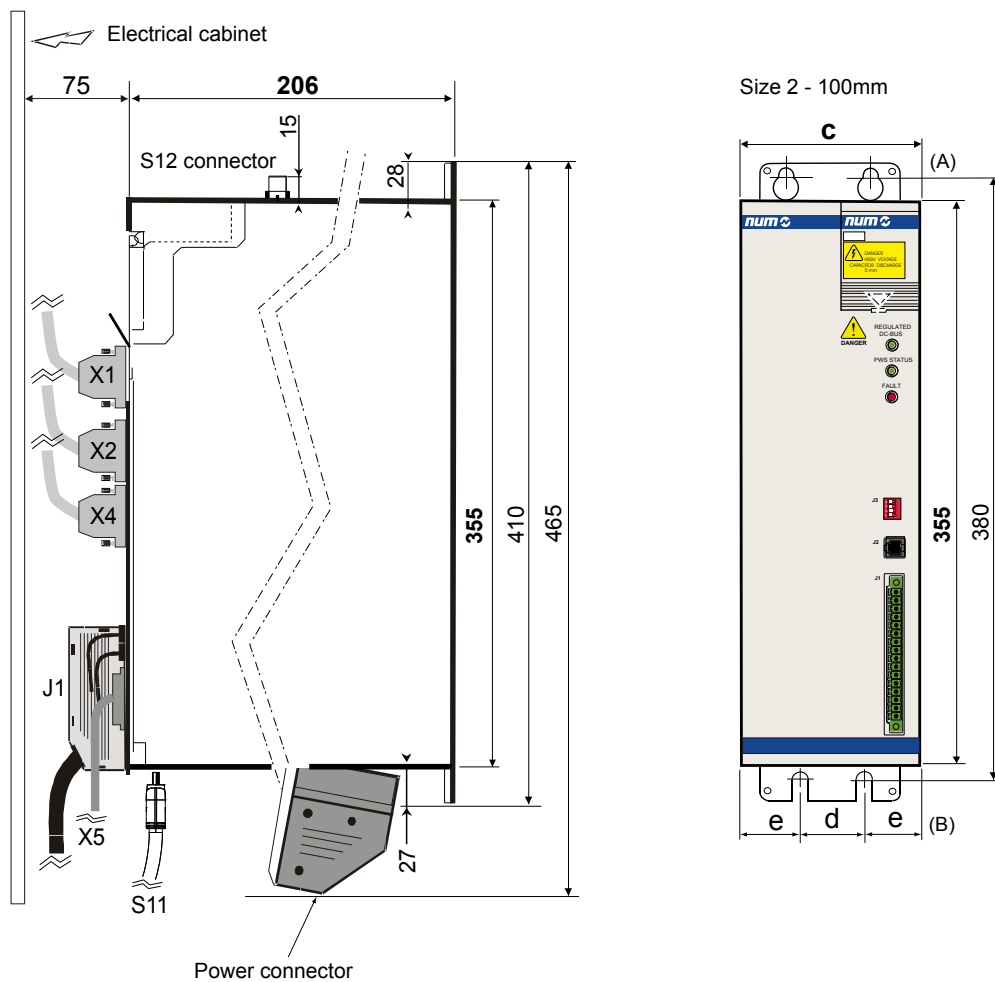 Electrical cabinet
75
206
15
S12 connector
28
X1
X2
X4
J1
X5
S11
Power connector
27
355
410
465
Size 2 - 100mm
c
(A)
num
num
DANGER
HIGH VOLTAGE
CAPACITOR DISCHARGE
5 min
DANGER
REGULATED
DC-BUS
PWS STATUS
FAULT
J3
J2
J1
355
380
e
d
e
(B)